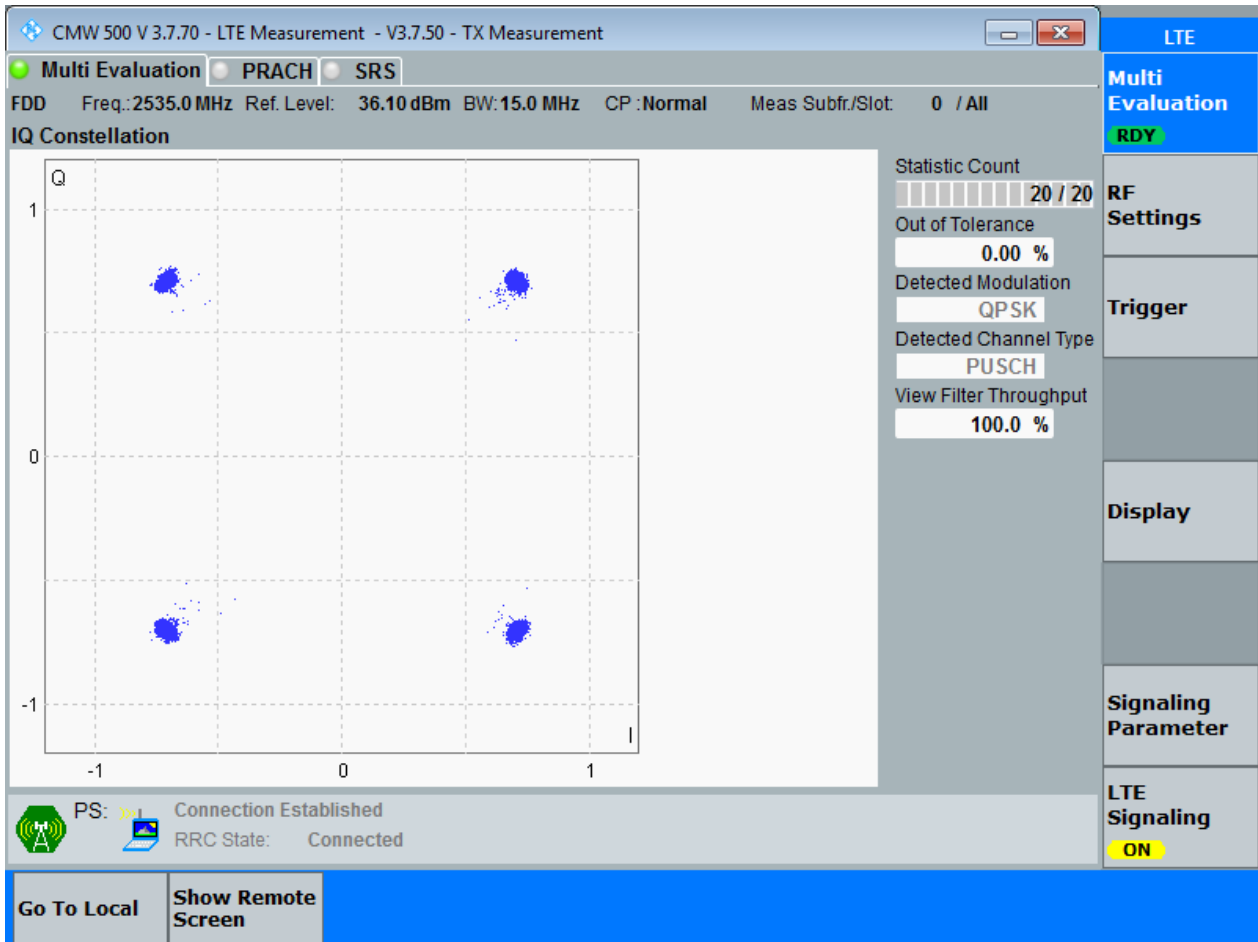 CMW 500 V 3.7.70 - LTE Measurement - V3.7.50 - TX Measurement
LTE
Multi Evaluation PRACH SRS
FDD Freq.: 2535.0 MHz Ref. Level: 36.10 dBm BW: 15.0 MHz CP : Normal Meas Subfr./Slot: 0 / All
IQ Constellation
Q
1
0
-1
I
-1 0 1
Statistic Count
20 / 20
Out of Tolerance
0.00 %
Detected Modulation
QPSK
Detected Channel Type
PUSCH
View Filter Throughput
100.0 %
Multi
Evaluation
RDY
RF
Settings
Trigger
Display
Signaling
Parameter
LTE
Signaling
ON
PS: Connection Established
RRC State: Connected
Go To Local
Show Remote
Screen